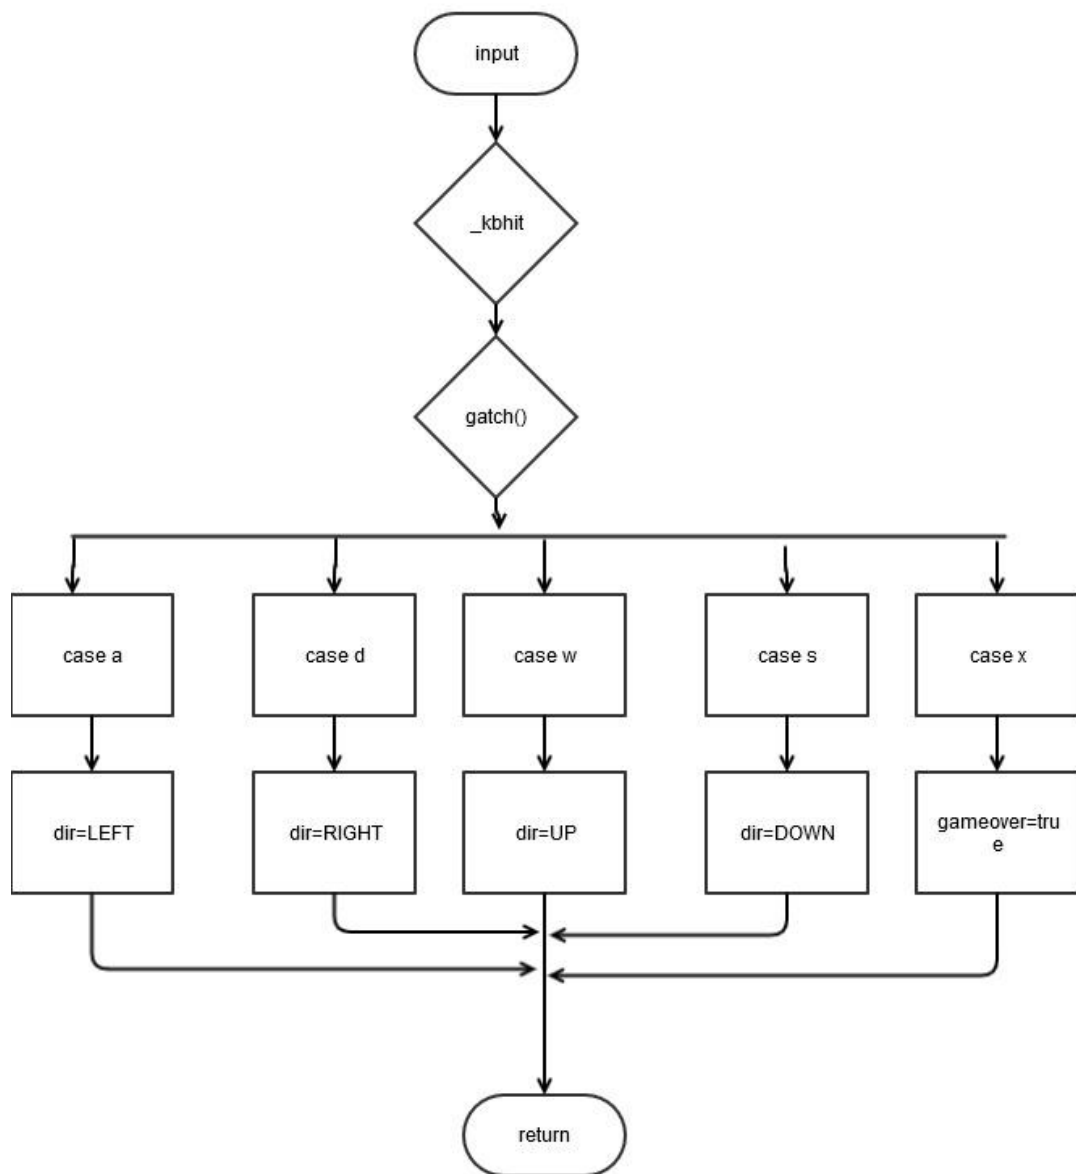 input
_kbhit
gatch()
case a
case d
case w
case s
case x
dir=LEFT
dir=RIGHT
dir=UP
dir=DOWN
gameover=tru
e
return